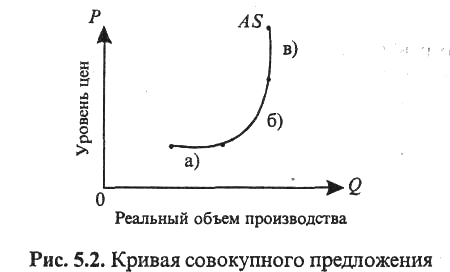 P
AS
в)
Уровень цен
б)
а)
0
Q
Реальный объем производства
Рис. 5.2. Кривая совокупного предложения